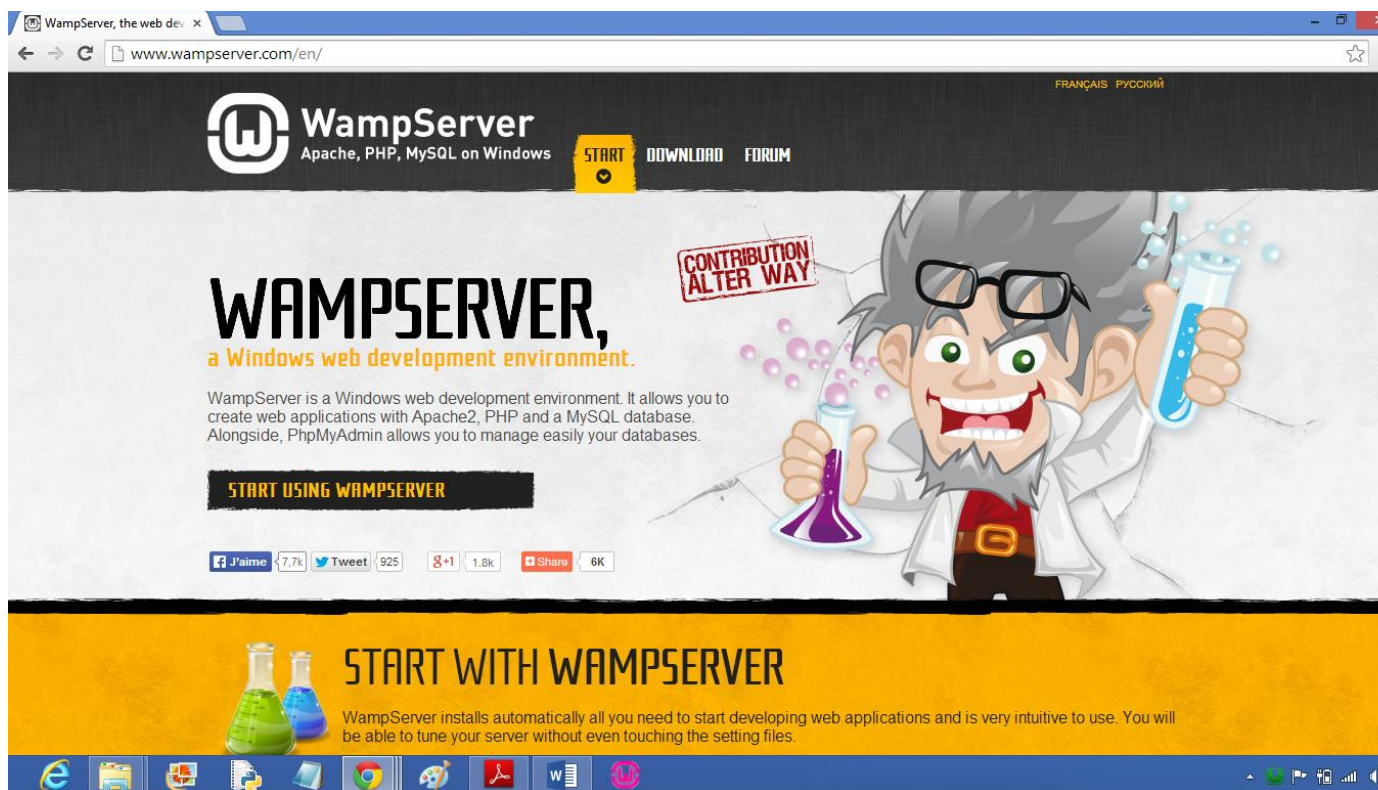 WampServer, the web dev
www.wampserver.com/en/
FRANÇAIS РУССКИЙ
WampServer
Apache, PHP, MySQL on Windows
START DOWNLOAD FORUM
CONTRIBUTION
ALTER WAY
WAMPSERVER,
a Windows web development environment.
WampServer is a Windows web development environment. It allows you to
create web applications with Apache2, PHP and a MySQL database.
Alongside, PhpMyAdmin allows you to manage easily your databases.
START USING WAMPSERVER
J'aime 7,7k Tweet 925 g+1 1.8k Share 6K
START WITH WAMPSERVER
WampServer installs automatically all you need to start developing web applications and is very intuitive to use. You will
be able to tune your server without even touching the setting files.